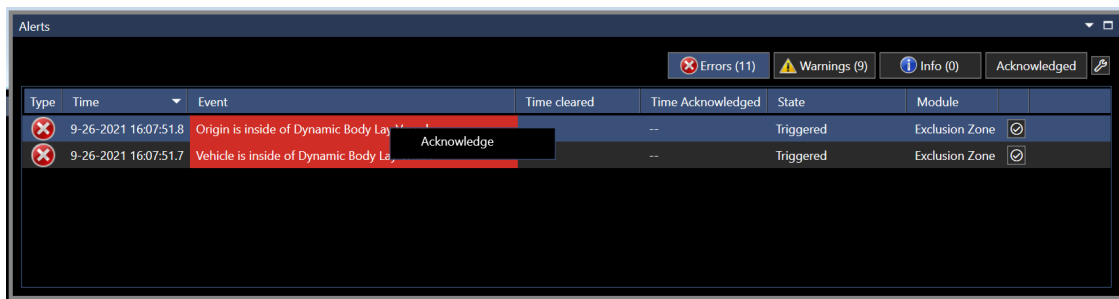 Alerts
Errors (11) Warnings (9) Info (0) Acknowledged
Type Time Event Time cleared Time Acknowledged State Module
9-26-2021 16:07:51.8 Origin is inside of Dynamic Body Lay -- Triggered Exclusion Zone
Acknowledge
9-26-2021 16:07:51.7 Vehicle is inside of Dynamic Body -- Triggered Exclusion Zone